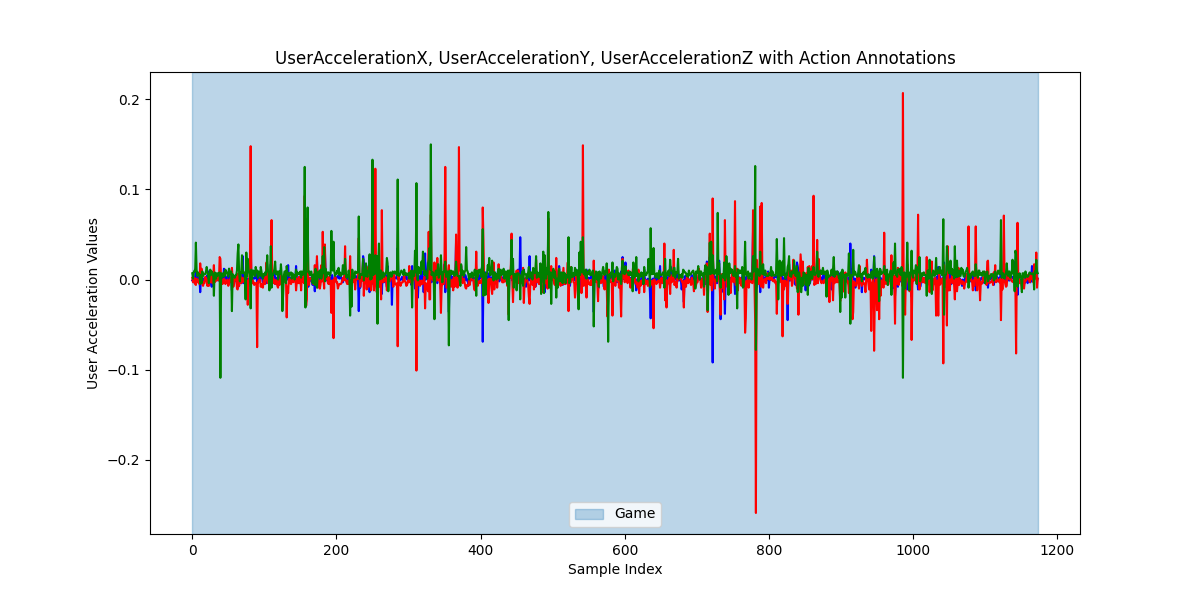 UserAccelerationX, UserAccelerationY, UserAccelerationZ with Action Annotations
User Acceleration Values
0.2
0.1
0.0
−0.1
−0.2
Game
0 200 400 600 800 1000 1200
Sample Index